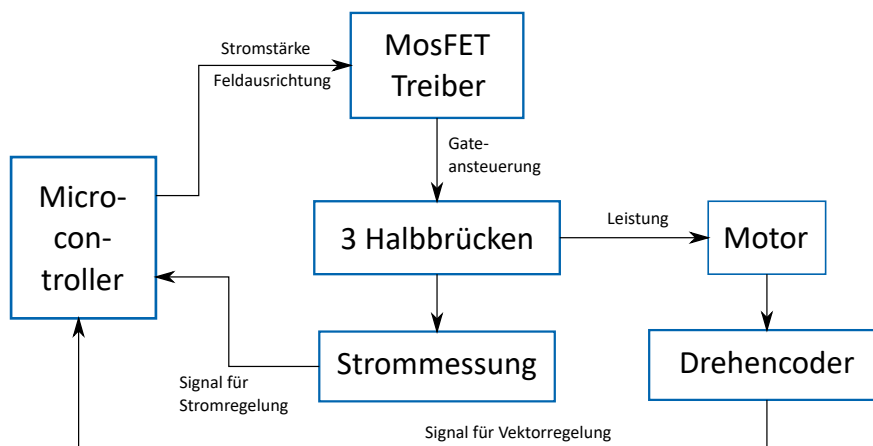 MosFET
Treiber
Stromstärke
Feldausrichtung
Gate-
ansteuerung
Micro-
con-
troller
3 Halbbrücken
Leistung
Motor
Strommessung
Drehencoder
Signal für
Stromregelung
Signal für Vektorregelung